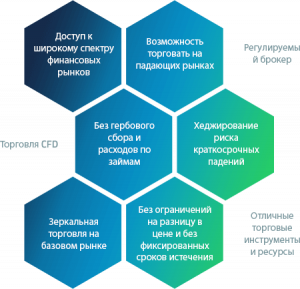 Доступ к
широкому спектру
финансовых
рынков
Возможность
торговать на
падающих рынках
Регулируемы
й брокер
Торговля CFD
Без гербового
сбора и
расходов по
займам
Хеджирование
риска
краткосрочных
падений
Зеркальная
торговля на
базовом рынке
Без ограничений
на разницу в
цене и без
фиксированных
сроков истечения
Отличные
торговые
инструменты
и ресурсы